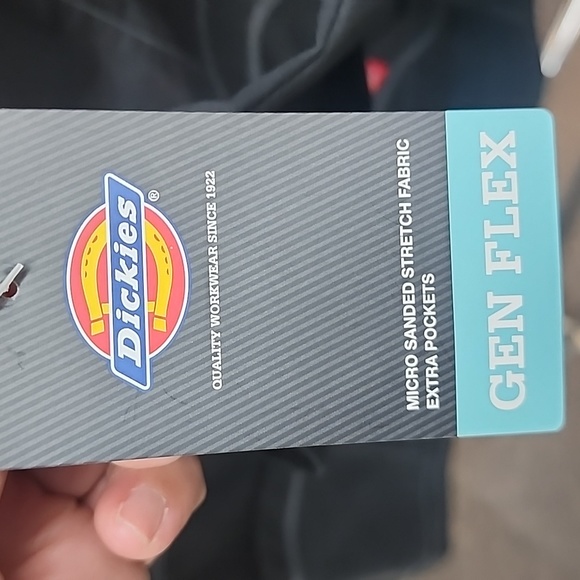 Dickies®
QUALITY WORKWEAR SINCE 1922
MICRO SANDED STRETCH FABRIC
EXTRA POCKETS
GEN FLEX